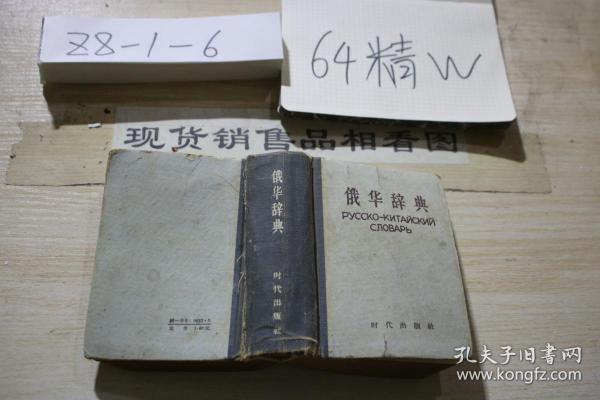 Z8-1-6
64精W
现货销售品相看图
俄华辞典
时代出版社
俄华辞典
РУССКО-КИТАЙСКИЙ
СЛОВАРЬ
时代出版社
孔夫子旧书网
www.kongfz.com